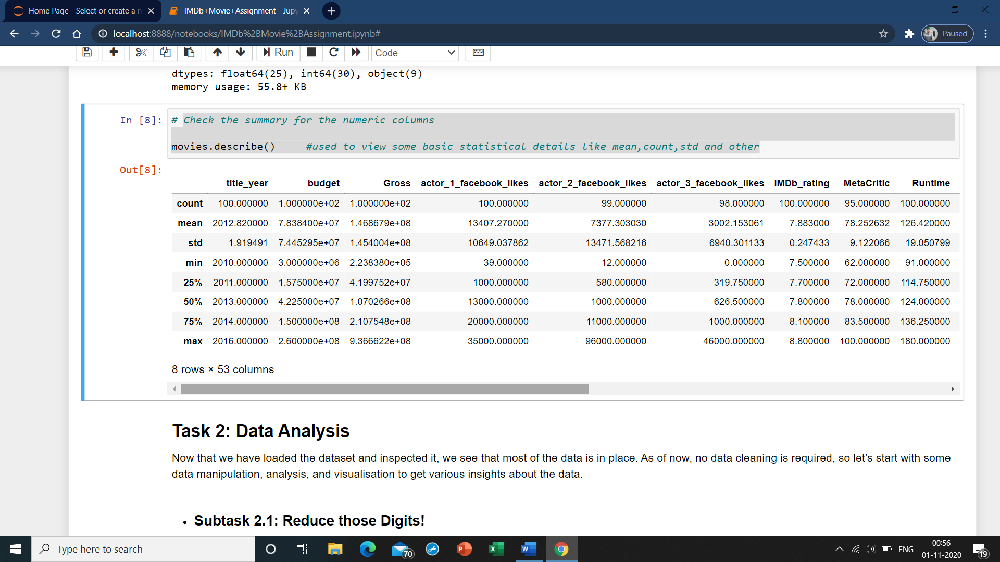 Home Page - Select or create a n
IMDb+Movie+Assignment - Jupy
localhost:8888/notebooks/IMDb%2BMovie%2BAssignment.ipynb#
Paused
Run
Code
dtypes: float64(25), int64(30), object(9)
memory usage: 55.8+ KB
In [8]: # Check the summary for the numeric columns
movies.describe() #used to view some basic statistical details like mean,count,std and other
Out[8]:
title_year budget Gross actor_1_facebook_likes actor_2_facebook_likes actor_3_facebook_likes IMDb_rating MetaCritic Runtime
count 100.000000 1.000000e+02 1.000000e+02 100.000000 99.000000 98.000000 100.000000 95.000000 100.000000
mean 2012.820000 7.838400e+07 1.468679e+08 13407.270000 7377.303030 3002.153061 7.883000 78.252632 126.420000
std 1.919491 7.445295e+07 1.454004e+08 10649.037862 13471.568216 6940.301133 0.247433 9.122066 19.050799
min 2010.000000 3.000000e+06 2.238380e+05 39.000000 12.000000 0.000000 7.500000 62.000000 91.000000
25% 2011.000000 1.575000e+07 4.199752e+07 1000.000000 580.000000 319.750000 7.700000 72.000000 114.750000
50% 2013.000000 4.225000e+07 1.070266e+08 13000.000000 1000.000000 626.500000 7.800000 78.000000 124.000000
75% 2014.000000 1.500000e+08 2.107548e+08 20000.000000 11000.000000 1000.000000 8.100000 83.500000 136.250000
max 2016.000000 2.600000e+08 9.366622e+08 35000.000000 96000.000000 46000.000000 8.800000 100.000000 180.000000
8 rows × 53 columns
Task 2: Data Analysis
Now that we have loaded the dataset and inspected it, we see that most of the data is in place. As of now, no data cleaning is required, so let's start with some
data manipulation, analysis, and visualisation to get various insights about the data.
• Subtask 2.1: Reduce those Digits!
Type here to search
70
P
X
W
ENG
00:56
01-11-2020
19